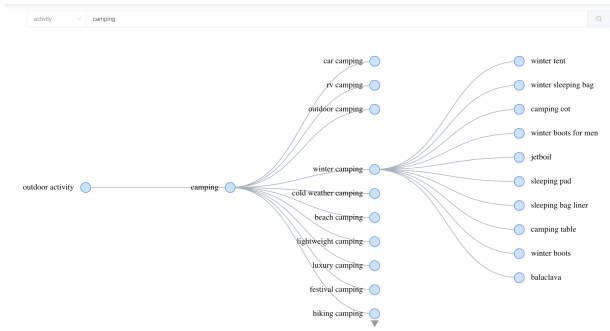 activity camping
car camping
winter tent
rv camping
winter sleeping bag
outdoor camping
camping cot
winter boots for men
jetboil
winter camping
sleeping pad
outdoor activity
camping
cold weather camping
sleeping bag liner
beach camping
camping table
lightweight camping
winter boots
luxury camping
balaclava
festival camping
hiking camping